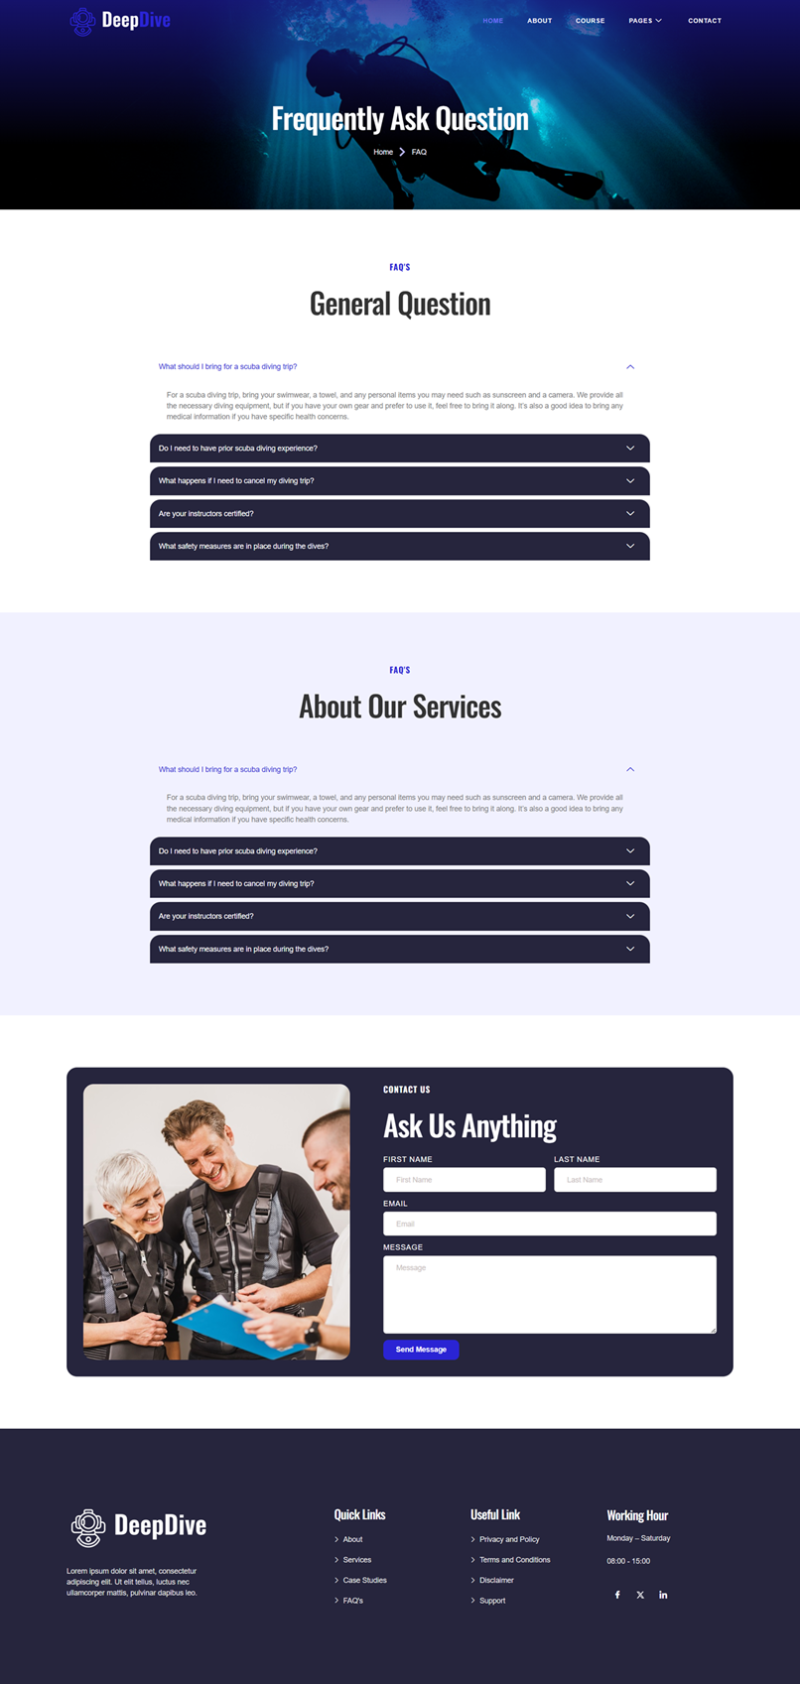 DeepDive
HOME
ABOUT
COURSE
PAGES
CONTACT
Frequently Ask Question
Home
FAQ
FAQ'S
General Question
What should I bring for a scuba diving trip?
For a scuba diving trip, bring your swimwear, a towel, and any personal items you may need such as sunscreen and a camera. We provide all
the necessary diving equipment, but if you have your own gear and prefer to use it, feel free to bring it along. It's also a good idea to bring any
medical information if you have specific health concerns.
Do I need to have prior scuba diving experience?
What happens if I need to cancel my diving trip?
Are your instructors certified?
What safety measures are in place during the dives?
FAQ'S
About Our Services
What should I bring for a scuba diving trip?
For a scuba diving trip, bring your swimwear, a towel, and any personal items you may need such as sunscreen and a camera. We provide all
the necessary diving equipment, but if you have your own gear and prefer to use it, feel free to bring it along. It's also a good idea to bring any
medical information if you have specific health concerns.
Do I need to have prior scuba diving experience?
What happens if I need to cancel my diving trip?
Are your instructors certified?
What safety measures are in place during the dives?
CONTACT US
Ask Us Anything
FIRST NAME
LAST NAME
First Name
Last Name
EMAIL
Email
MESSAGE
Message
Send Message
DeepDive
Lorem ipsum dolor sit amet, consectetur
adipiscing elit. Ut elit tellus, luctus nec
ullamcorper mattis, pulvinar dapibus leo.
Quick Links
About
Services
Case Studies
FAQ's
Useful Link
Privacy and Policy
Terms and Conditions
Disclaimer
Support
Working Hour
Monday – Saturday
08:00 - 15:00